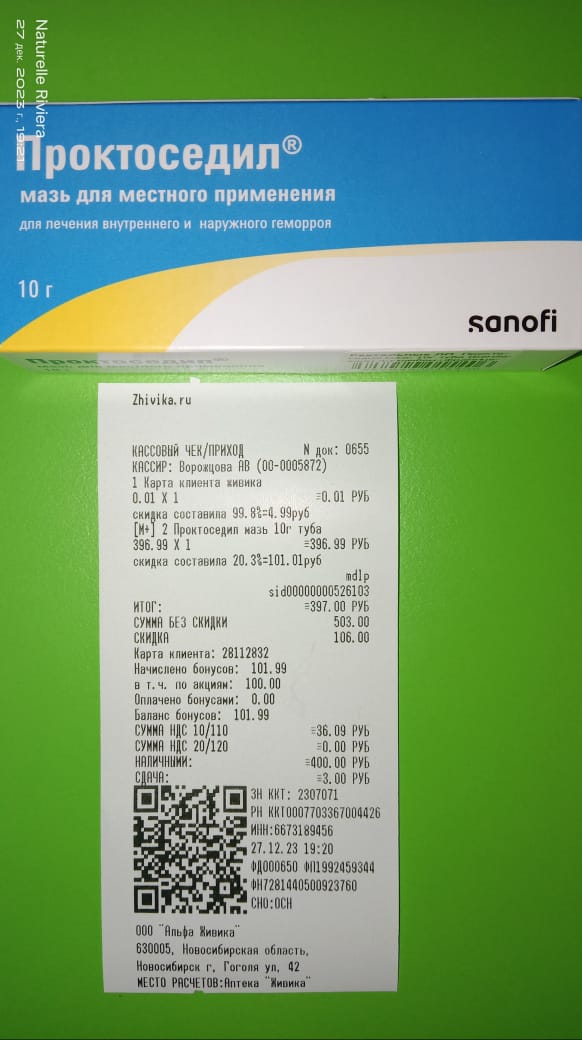 Naturelle Riviera
27 дек. 2023 г., 19:21
Проктоседил®
мазь для местного применения
для лечения внутреннего и наружного геморроя
10 г
sanofi
Проктоседил®
Zhivika.ru
КАССОВЫЙ ЧЕК/ПРИХОД N док: 0655
КАССИР: Ворожцова АВ (00-0005872)
1 Карта клиента живика
0.01 X 1 =0.01 РУБ
скидка составила 99.8%=4.99руб
[М+] 2 Проктоседил мазь 10г туба
396.99 X 1 =396.99 РУБ
скидка составила 20.3%=101.01руб
mdlp
sid00000000526103
ИТОГ: =397.00 РУБ
СУММА БЕЗ СКИДКИ 503.00
СКИДКА 106.00
Карта клиента: 28112832
Начислено бонусов: 101.99
в т.ч. по акциям: 100.00
Оплачено бонусами: 0.00
Баланс бонусов: 101.99
СУММА НДС 10/110 =36.09 РУБ
СУММА НДС 20/120 =0.00 РУБ
НАЛИЧНЫМИ: =400.00 РУБ
СДАЧА: =3.00 РУБ
ЗН ККТ: 2307071
РН ККТ0007703367004426
ИНН:6673189456
27.12.23 19:20
ФД000650 ФП1992459344
ФН7281440500923760
СНО:ОСН
ООО "Альфа Живика"
630005, Новосибирская область,
Новосибирск г, Гоголя ул, 42
МЕСТО РАСЧЕТОВ:Аптека "Живика"